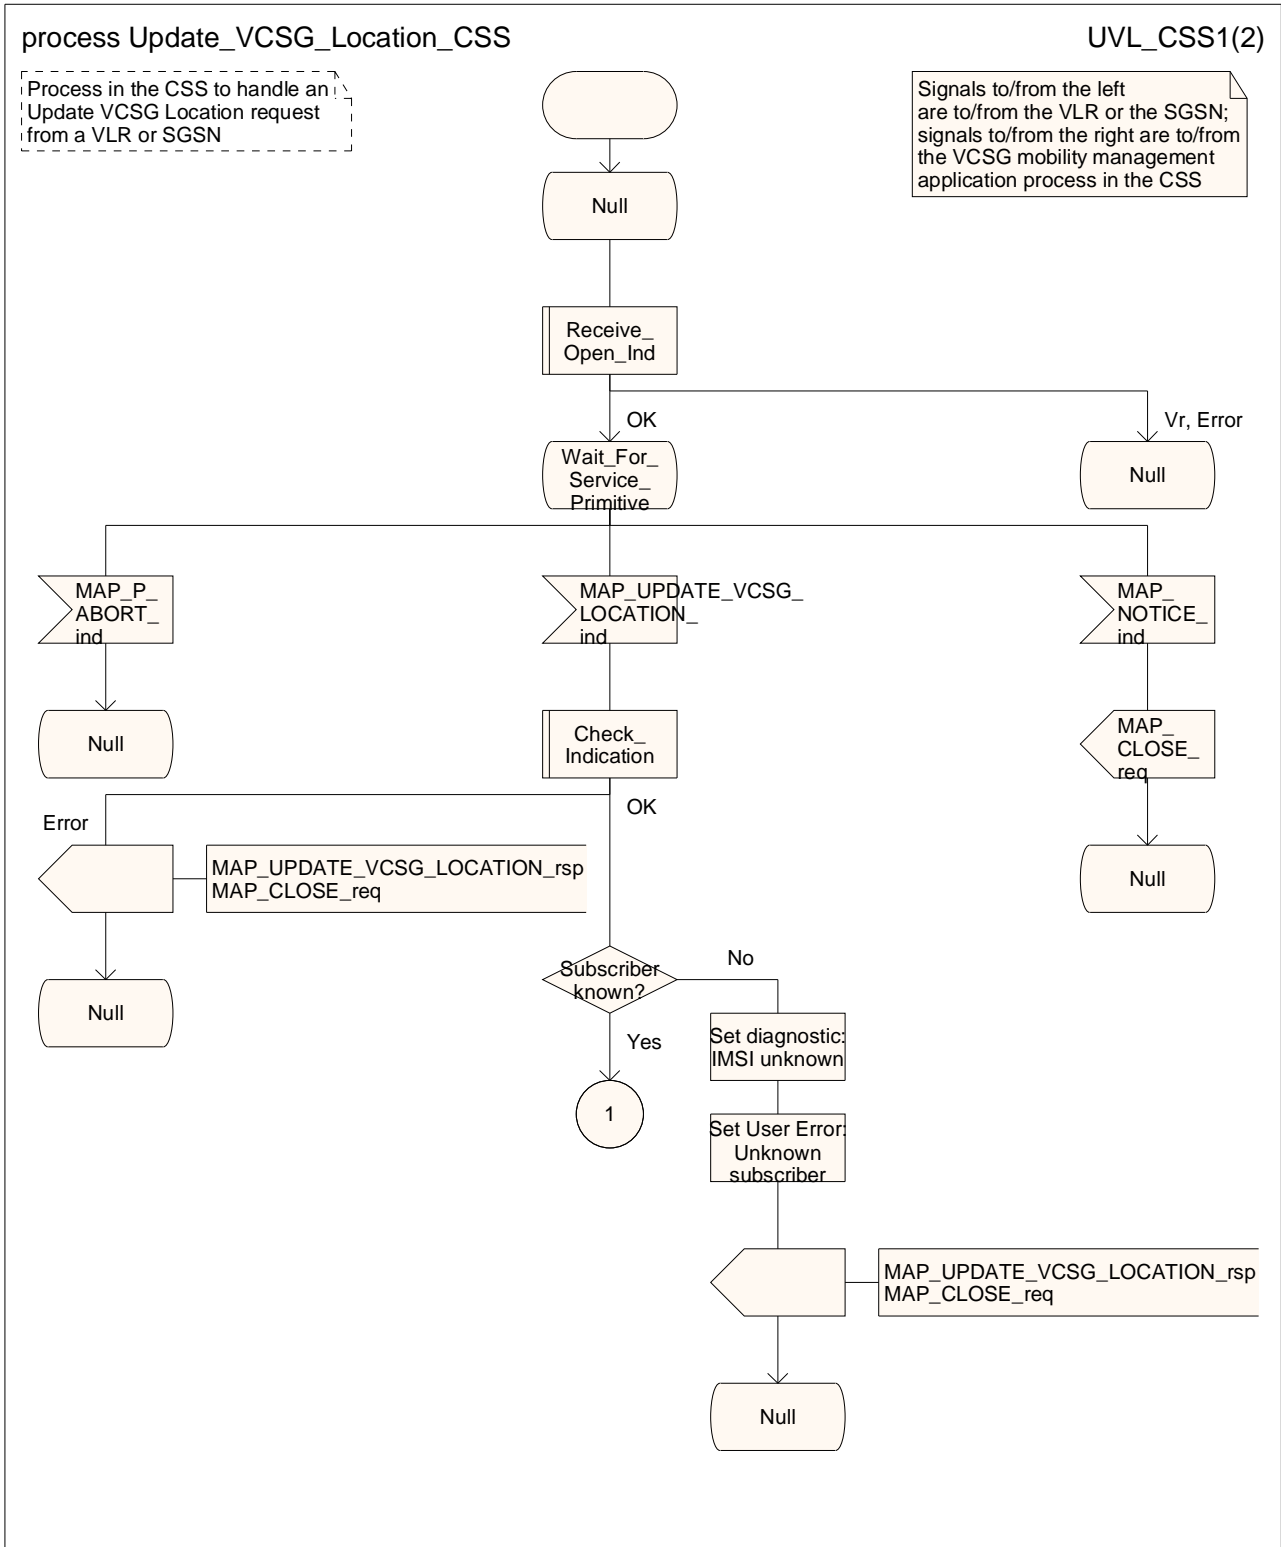 process Update_VCSG_Location_CSS
UVL_CSS1(2)
Process in the CSS to handle an
Update VCSG Location request
from a VLR or SGSN
Signals to/from the left
are to/from the VLR or the SGSN;
signals to/from the right are to/from
the VCSG mobility management
application process in the CSS
Null
Receive_
Open_Ind
OK
Vr, Error
Wait_For_
Service_
Primitive
Null
MAP_P_
ABORT_
ind
MAP_UPDATE_VCSG_
LOCATION_
ind
MAP_
NOTICE_
ind
Null
Check_
Indication
MAP_
CLOSE_
req
OK
Error
MAP_UPDATE_VCSG_LOCATION_rsp
MAP_CLOSE_req
Null
Null
Subscriber
known?
No
Yes
Set diagnostic:
IMSI unknown
1
Set User Error:
Unknown
subscriber
MAP_UPDATE_VCSG_LOCATION_rsp
MAP_CLOSE_req
Null